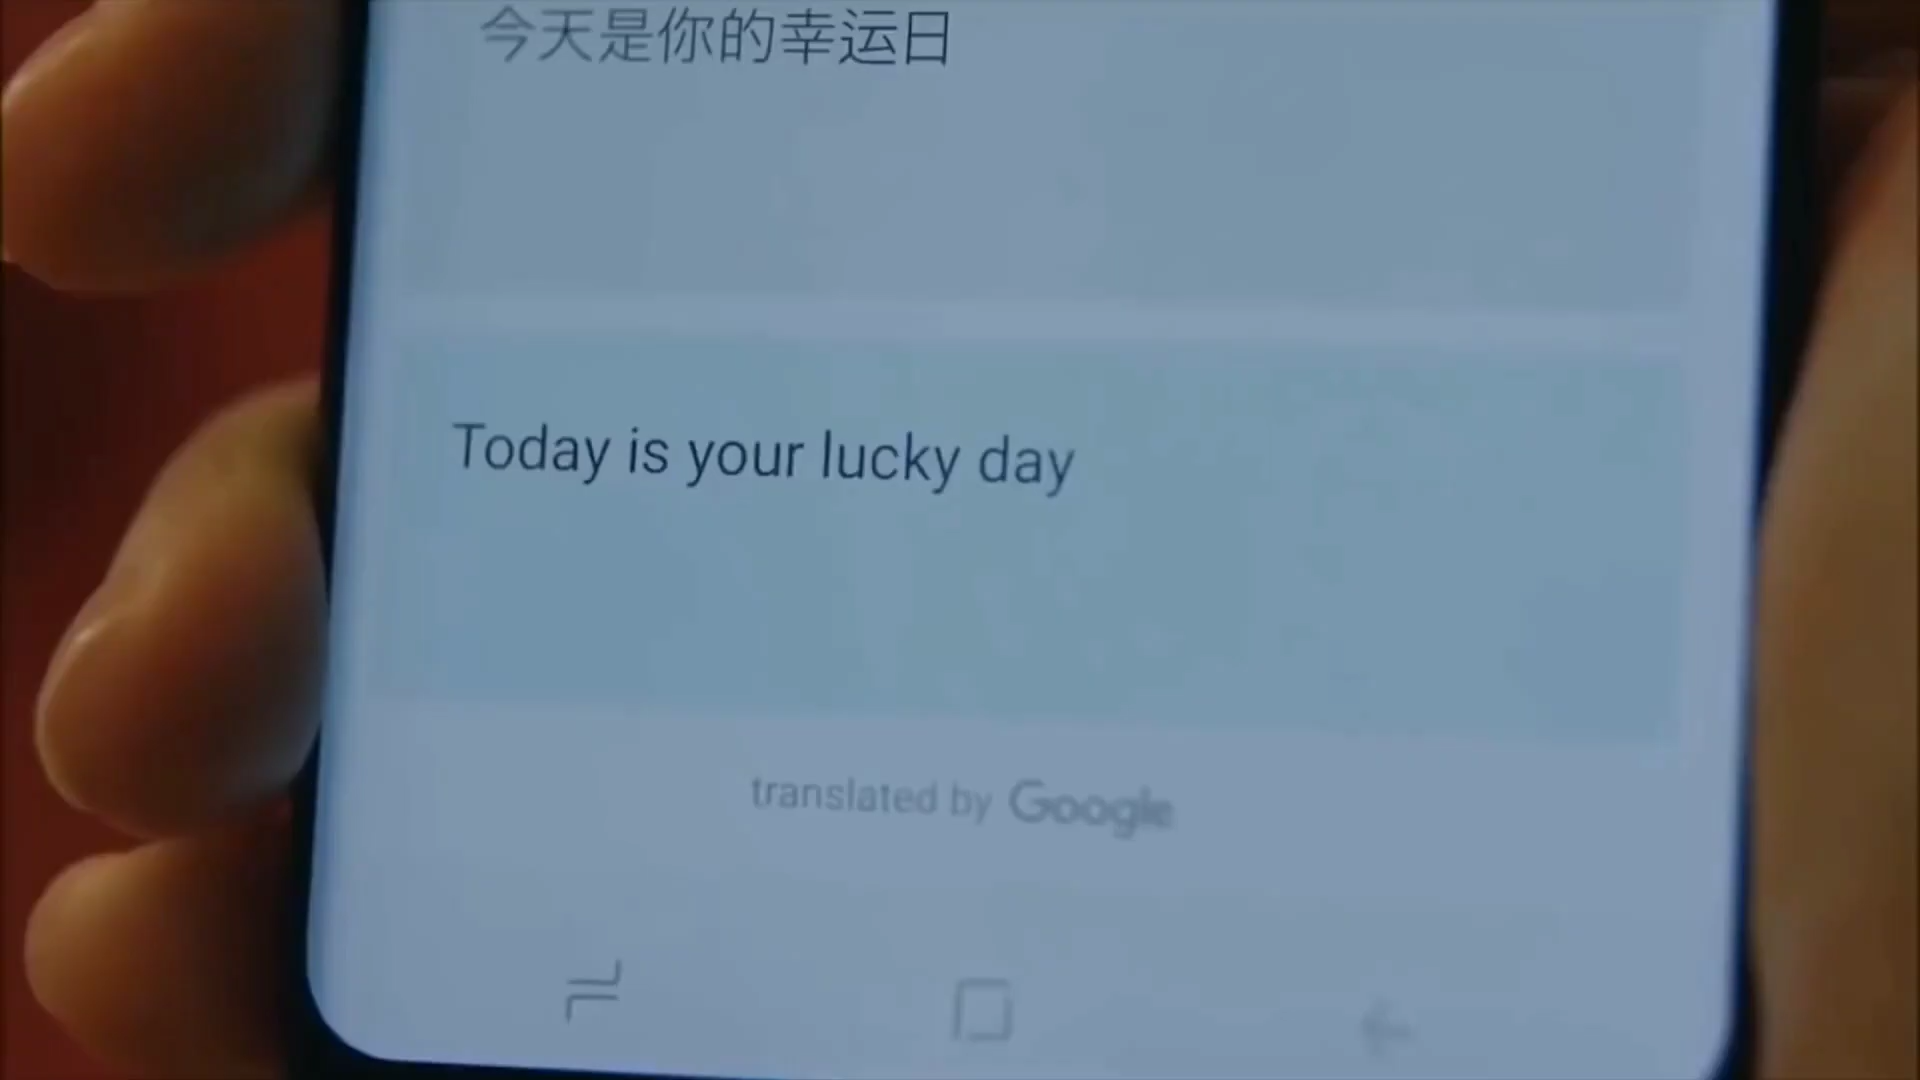 今天是你的幸运日
Today is your lucky day
translated by Google